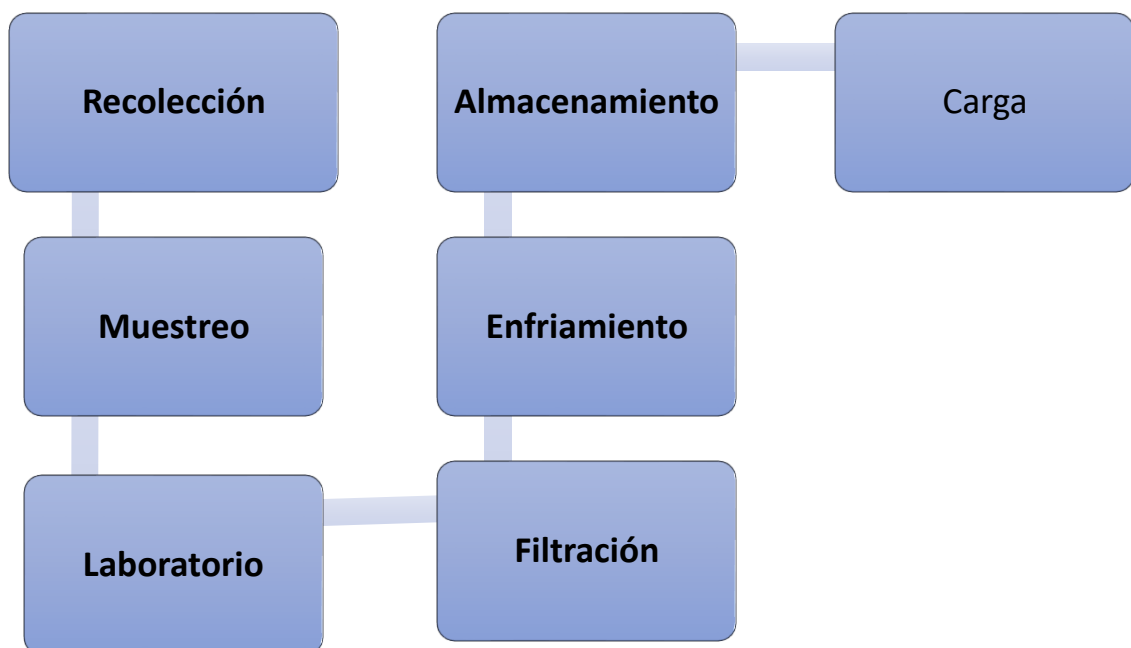 Recolección
Muestreo
Laboratorio
Filtración
Enfriamiento
Almacenamiento
Carga